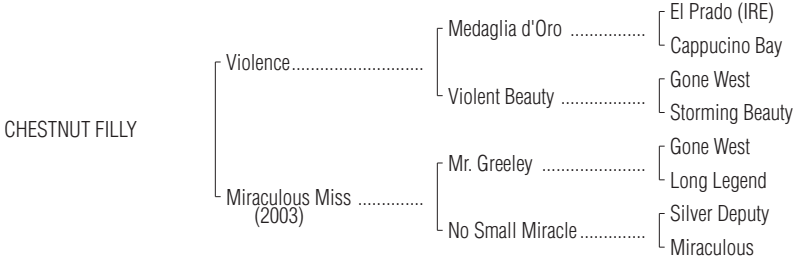 El Prado (IRE)
Medaglia d'Oro ................
Cappucino Bay
Violence............................
Gone West
Violent Beauty ..................
Storming Beauty
CHESTNUT FILLY
Gone West
Mr. Greeley ......................
Long Legend
Miraculous Miss ..............
(2003)
Silver Deputy
No Small Miracle..............
Miraculous